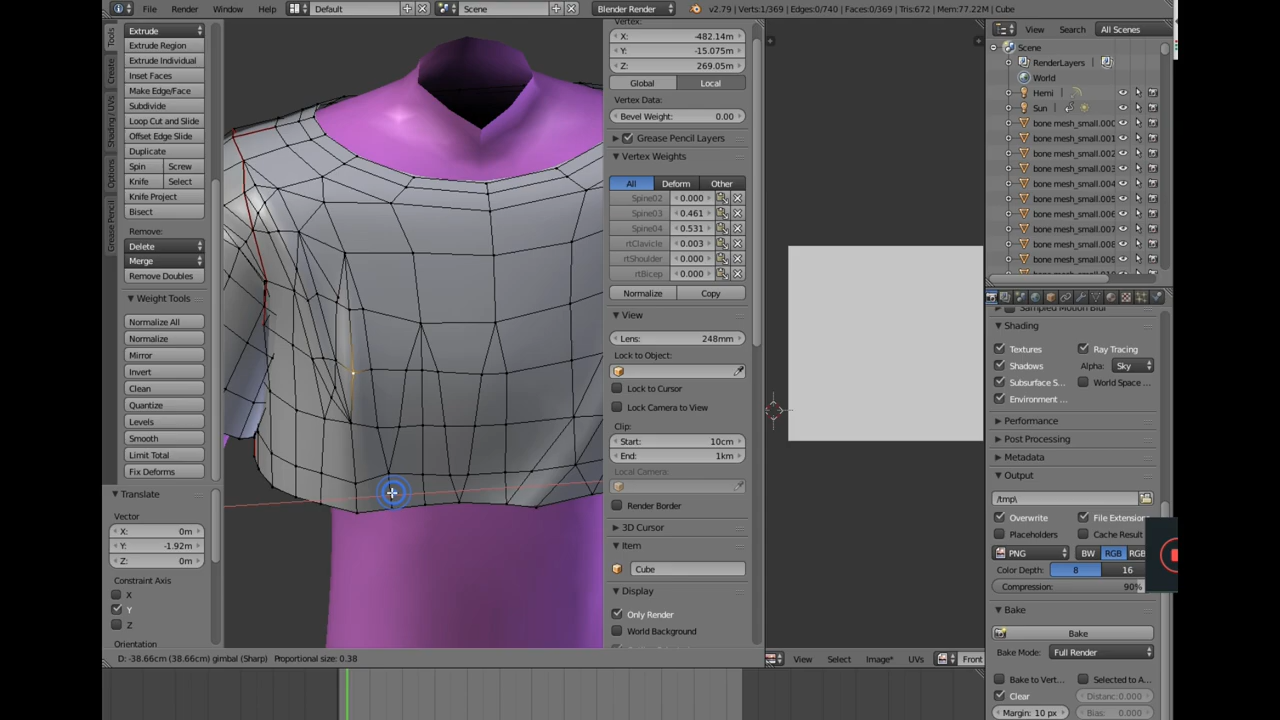 File Render Window Help Default Scene Blender Render v2.79 | Verts:1/369 | Edges:0/740 | Faces:0/369 | Tris:672 | Mem:77.22M | Cube
Tools
Create
Shading / UVs
Options
Grease Pencil
Extrude
Extrude Region
Extrude Individual
Inset Faces
Make Edge/Face
Subdivide
Loop Cut and Slide
Offset Edge Slide
Duplicate
Spin Screw
Knife Select
Knife Project
Bisect
Remove:
Delete
Merge
Remove Doubles
Weight Tools
Normalize All
Normalize
Mirror
Invert
Clean
Quantize
Levels
Smooth
Limit Total
Fix Deforms
Translate
Vector
X: 0m
Y: -1.92m
Z: 0m
Constraint Axis
X
Y
Z
Orientation
D: -38.66cm (38.66cm) gimbal (Sharp) Proportional size: 0.38
Vertex:
X: -482.14m
Y: -15.075m
Z: 269.05m
Global Local
Vertex Data:
Bevel Weight: 0.00
Grease Pencil Layers
Vertex Weights
All Deform Other
Spine02 0.000
Spine03 0.461
Spine04 0.531
rtClavicle 0.003
rtShoulder 0.000
rtBicep 0.000
Normalize Copy
View
Lens: 248mm
Lock to Object:
Lock to Cursor
Lock Camera to View
Clip:
Start: 10cm
End: 1km
Local Camera:
Render Border
3D Cursor
Item
Cube
Display
Only Render
World Background
View Select Image* UVs Front
View Search All Scenes
Scene
RenderLayers
World
Hemi
Sun
bone mesh_small.000
bone mesh_small.001
bone mesh_small.002
bone mesh_small.003
bone mesh_small.004
bone mesh_small.005
bone mesh_small.006
bone mesh_small.007
bone mesh_small.008
bone mesh_small.009
Sampled Motion Blur
Shading
Textures Ray Tracing
Shadows Alpha: Sky
Subsurface S... World Space ...
Environment ...
Performance
Post Processing
Metadata
Output
/tmp\
Overwrite File Extensions
Placeholders Cache Result
PNG BW RGB RGB
Color Depth: 8 16
Compression: 90%
Bake
Bake
Bake Mode: Full Render
Bake to Vert... Selected to A...
Clear Distanc:0.000
Margin: 10 px Bias: 0.000